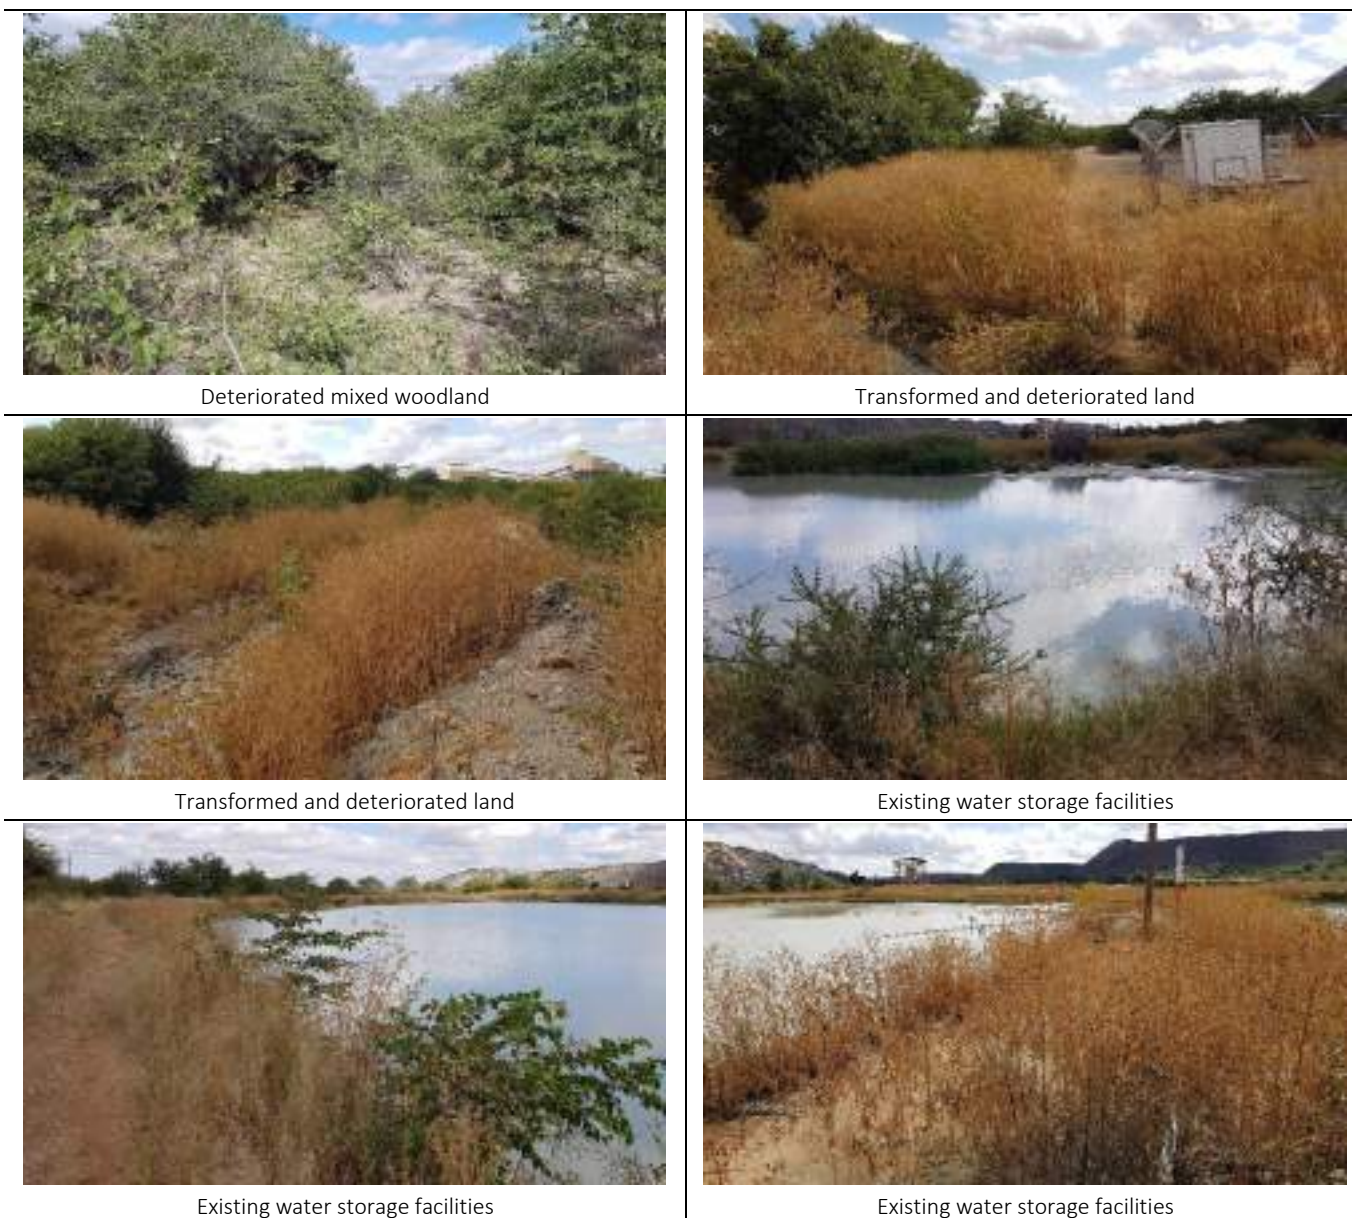 Deteriorated mixed woodland
Transformed and deteriorated land
Transformed and deteriorated land
Existing water storage facilities
Existing water storage facilities
Existing water storage facilities